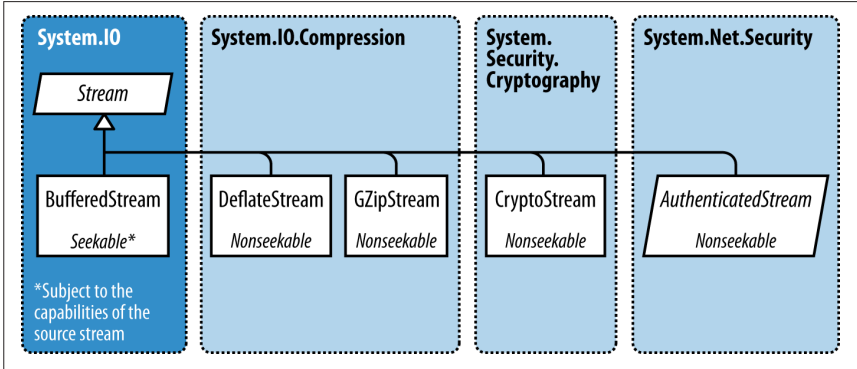 System.IO
Stream
BufferedStream
Seekable*
*Subject to the
capabilities of the
source stream
System.IO.Compression
DeflateStream
Nonseekable
GZipStream
Nonseekable
System.
Security.
Cryptography
CryptoStream
Nonseekable
System.Net.Security
AuthenticatedStream
Nonseekable